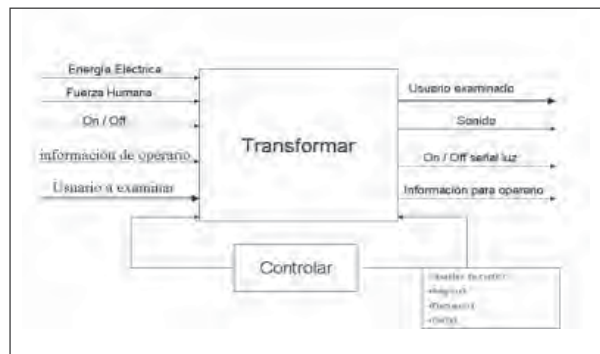 Energía Eléctrica
Fuerza Humana
On / Off
información de operario
Usuario a examinar
Transformar
Usuario examinado
Sonido
On / Off señal luz
Información para operario
Controlar